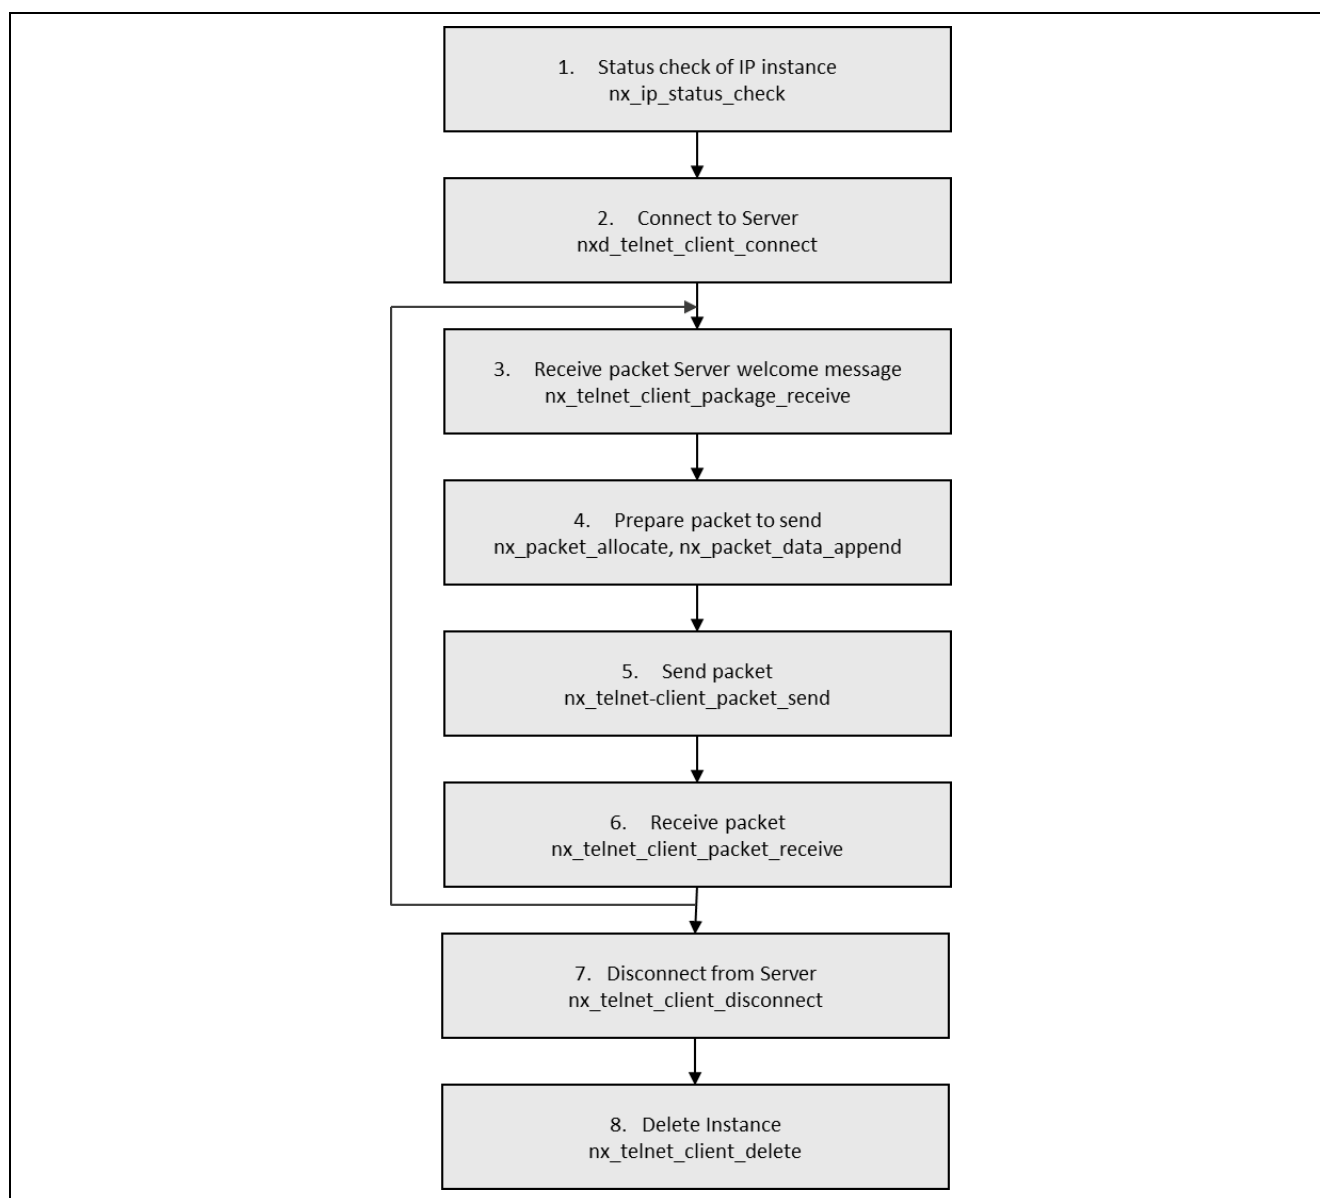 1. Status check of IP instance
nx_ip_status_check
2. Connect to Server
nxd_telnet_client_connect
3. Receive packet Server welcome message
nx_telnet_client_package_receive
4. Prepare packet to send
nx_packet_allocate, nx_packet_data_append
5. Send packet
nx_telnet-client_packet_send
6. Receive packet
nx_telnet_client_packet_receive
7. Disconnect from Server
nx_telnet_client_disconnect
8. Delete Instance
nx_telnet_client_delete